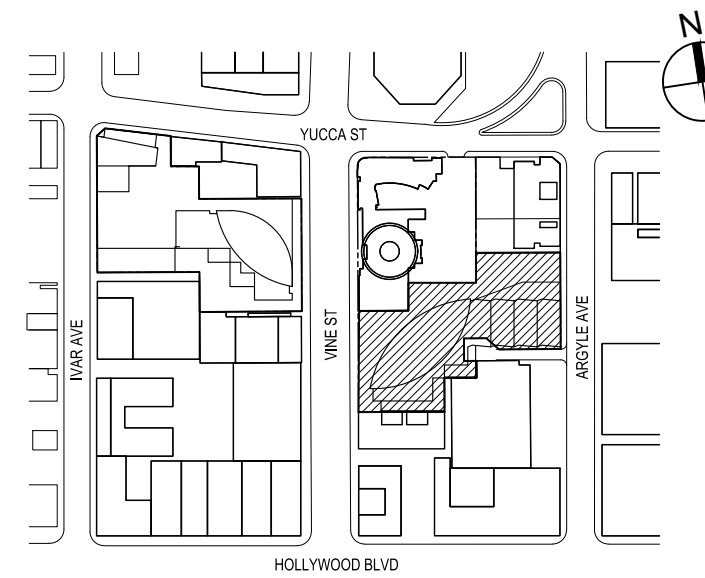 N
YUCCA ST
IVAR AVE
VINE ST
ARGYLE AVE
HOLLYWOOD BLVD